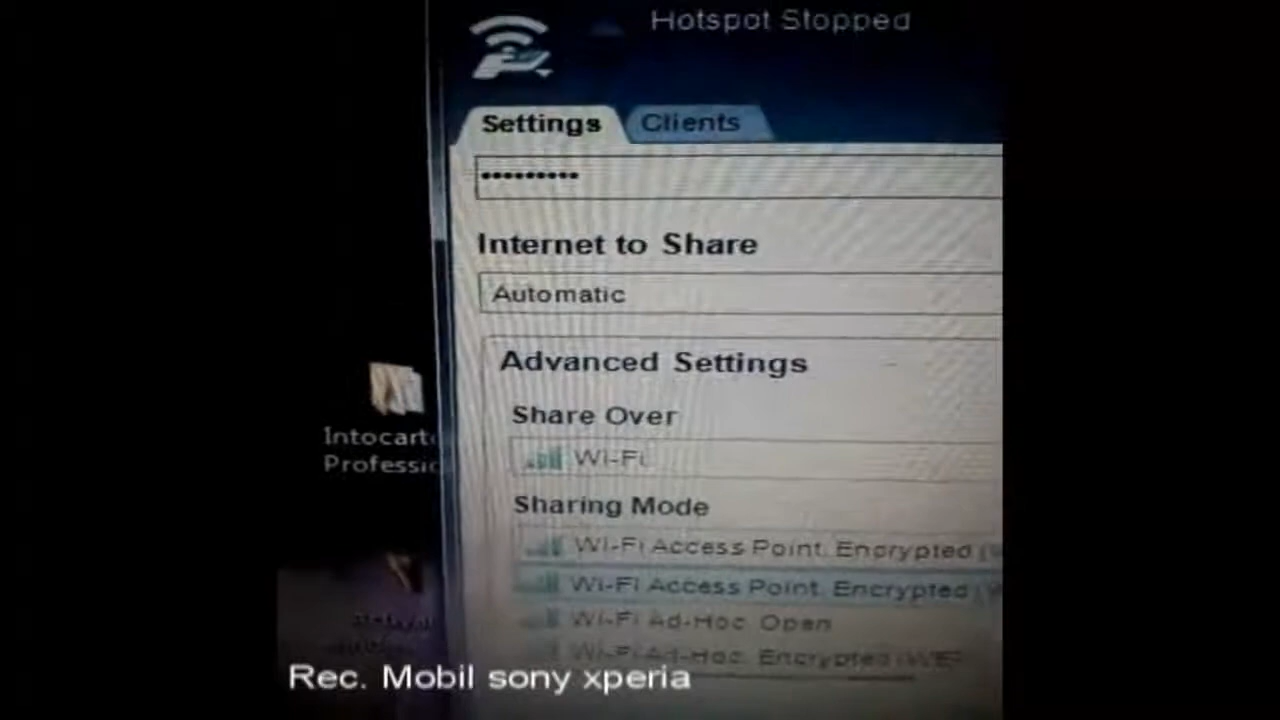 Hotspot Stopped
Settings
Clients
•••••••••
Internet to Share
Automatic
Advanced Settings
Share Over
Wi-Fi
Sharing Mode
Wi-Fi Access Point, Encrypted
Wi-Fi Access Point, Encrypted
Wi-Fi Ad-Hoc, Open
Wi-Fi Ad-Hoc, Encrypted (WEP
Rec. Mobil sony xperia